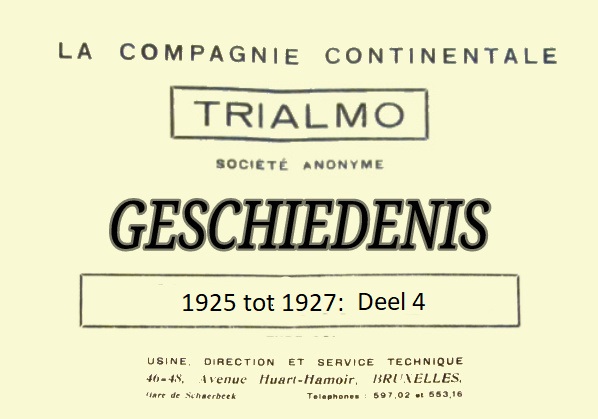 LA COMPAGNIE CONTINENTALE
TRIALMO
SOCIÉTÉ ANONYME
GESCHIEDENIS
1925 tot 1927: Deel 4
USINE, DIRECTION ET SERVICE TECHNIQUE
46-48, Avenue Huart-Hamoir, BRUXELLES.
Gare de Schaerbeek Telephones : 597,02 et 553,16